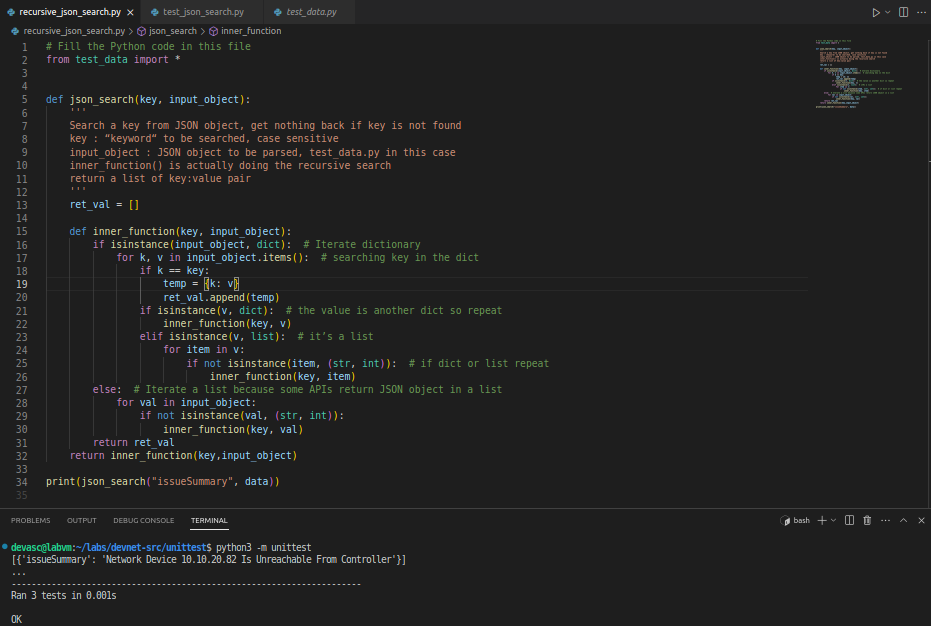 recursive_json_search.py × test_json_search.py test_data.py
recursive_json_search.py > json_search > inner_function
1 # Fill the Python code in this file
2 from test_data import *
3
4
5 def json_search(key, input_object):
6 '''
7 Search a key from JSON object, get nothing back if key is not found
8 key : “keyword“ to be searched, case sensitive
9 input_object : JSON object to be parsed, test_data.py in this case
10 inner_function() is actually doing the recursive search
11 return a list of key:value pair
12 '''
13 ret_val = []
14
15 def inner_function(key, input_object):
16 if isinstance(input_object, dict): # Iterate dictionary
17 for k, v in input_object.items(): # searching key in the dict
18 if k == key:
19 temp = {k: v}
20 ret_val.append(temp)
21 if isinstance(v, dict): # the value is another dict so repeat
22 inner_function(key, v)
23 elif isinstance(v, list): # it’s a list
24 for item in v:
25 if not isinstance(item, (str, int)): # if dict or list repeat
26 inner_function(key, item)
27 else: # Iterate a list because some APIs return JSON object in a list
28 for val in input_object:
29 if not isinstance(val, (str, int)):
30 inner_function(key, val)
31 return ret_val
32 return inner_function(key,input_object)
33
34 print(json_search("issueSummary", data))
35
PROBLEMS OUTPUT DEBUG CONSOLE TERMINAL bash
devasc@labvm:~/labs/devnet-src/unittest$ python3 -m unittest
[{'issueSummary': 'Network Device 10.10.20.82 Is Unreachable From Controller'}]
...
----------------------------------------------------------------------
Ran 3 tests in 0.001s
OK